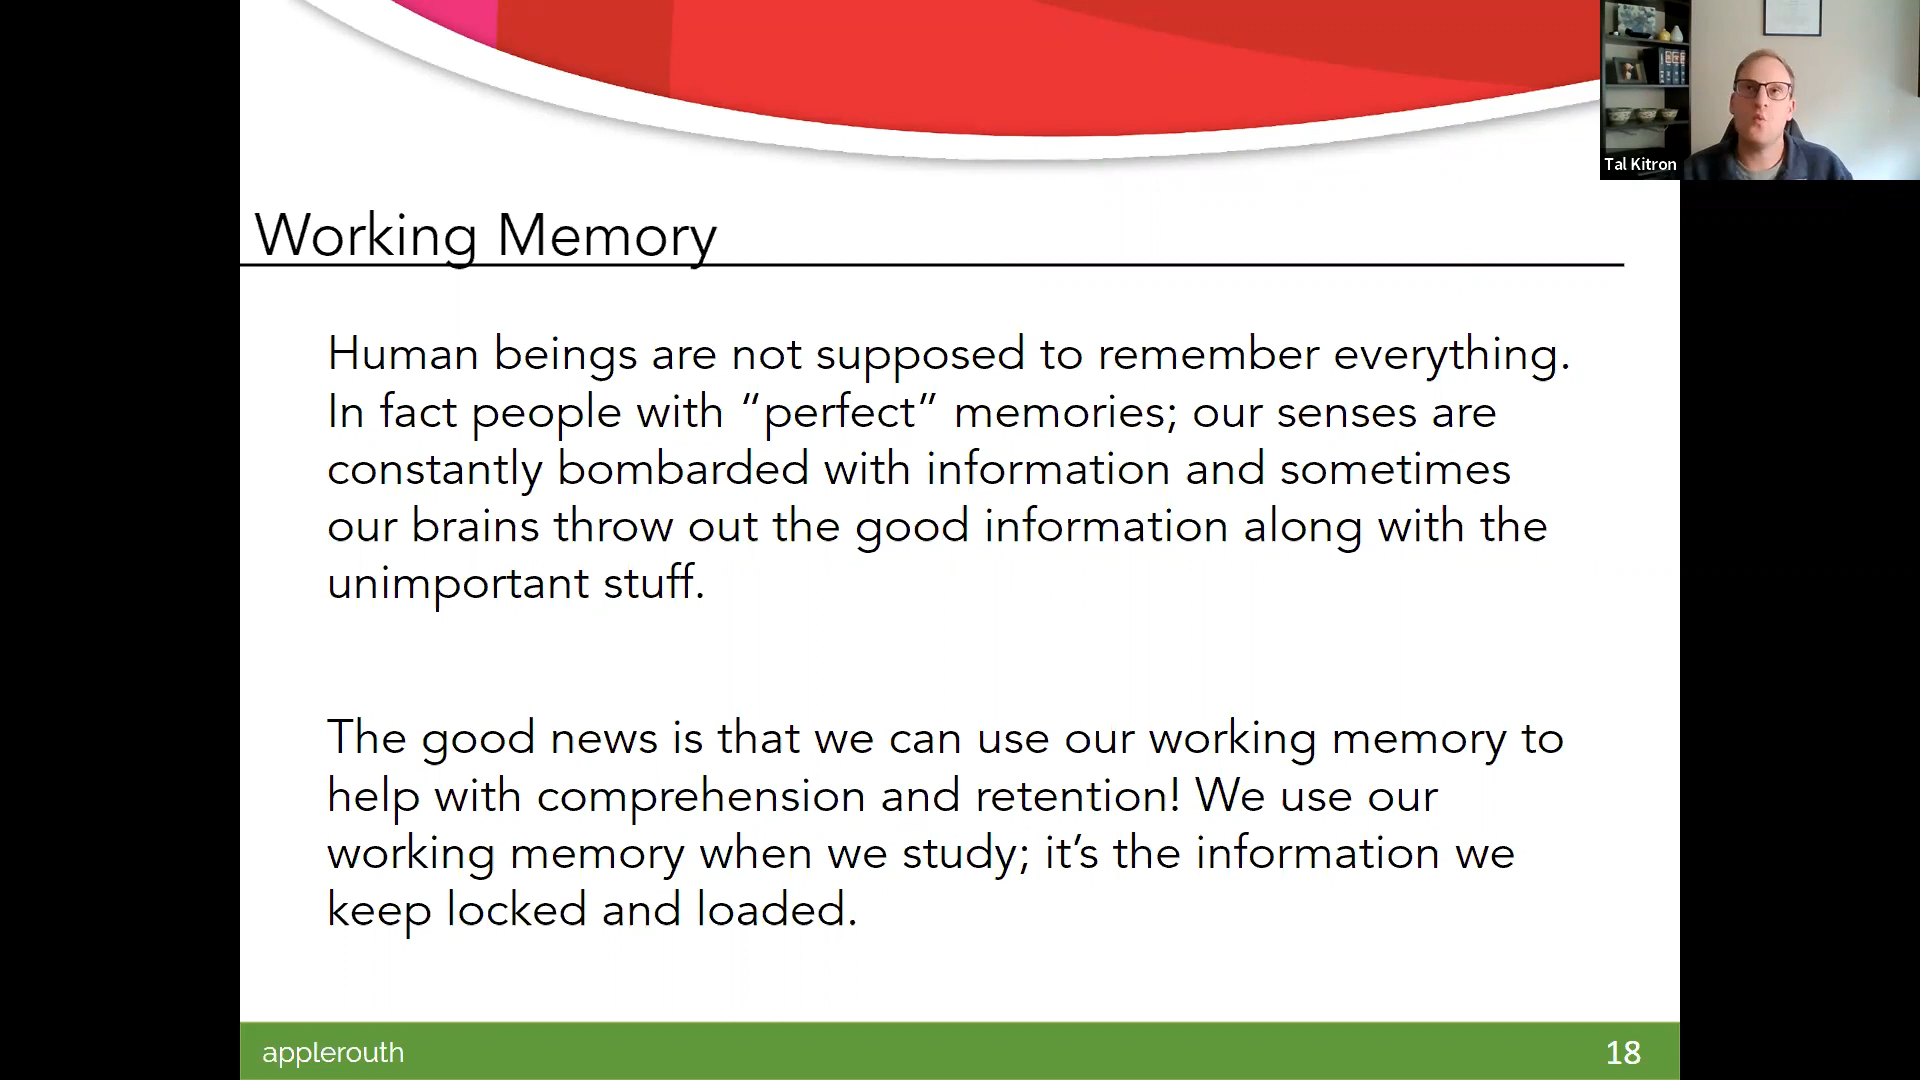 Tal Kitron
Working Memory
Human beings are not supposed to remember everything.
In fact people with “perfect” memories; our senses are
constantly bombarded with information and sometimes
our brains throw out the good information along with the
unimportant stuff.
The good news is that we can use our working memory to
help with comprehension and retention! We use our
working memory when we study; it’s the information we
keep locked and loaded.
applerouth
18